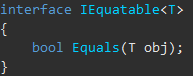 interface IEquatable<T>
{
    bool Equals(T obj);
}